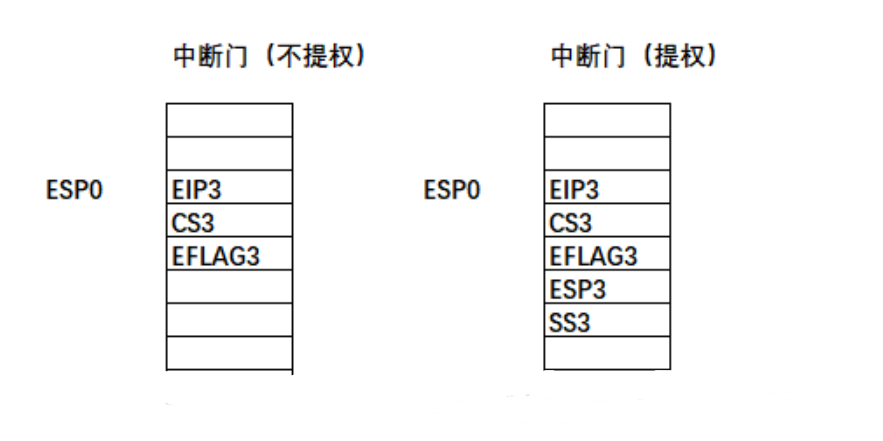 中断门（不提权）
中断门（提权）
ESP0
EIP3
CS3
EFLAG3
ESP0
EIP3
CS3
EFLAG3
ESP3
SS3